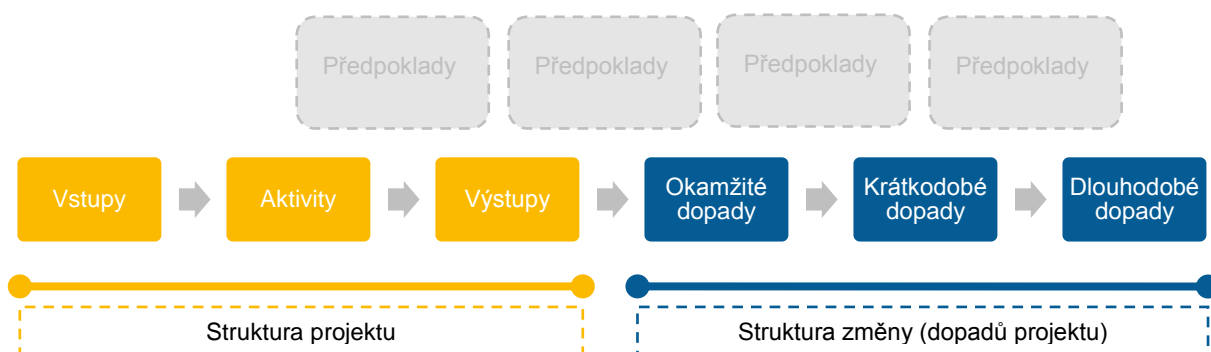 Předpoklady
Předpoklady
Předpoklady
Předpoklady
Vstupy
Aktivity
Výstupy
Okamžité
dopady
Krátkodobé
dopady
Dlouhodobé
dopady
Struktura projektu
Struktura změny (dopadů projektu)